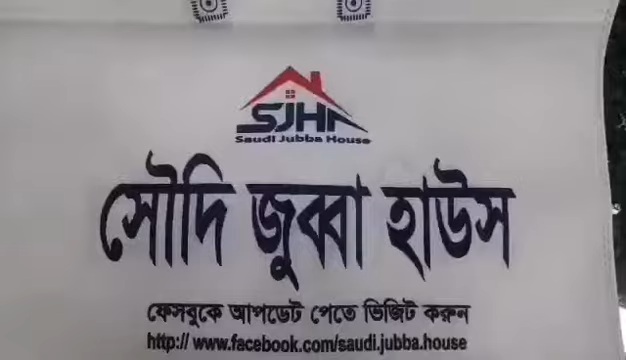 SJH
Saudi Jubba House
সৌদি জুব্বা হাউস
ফেসবুকে আপডেট পেতে ভিজিট করুন
http:// www.facebook.com/saudi.jubba.house